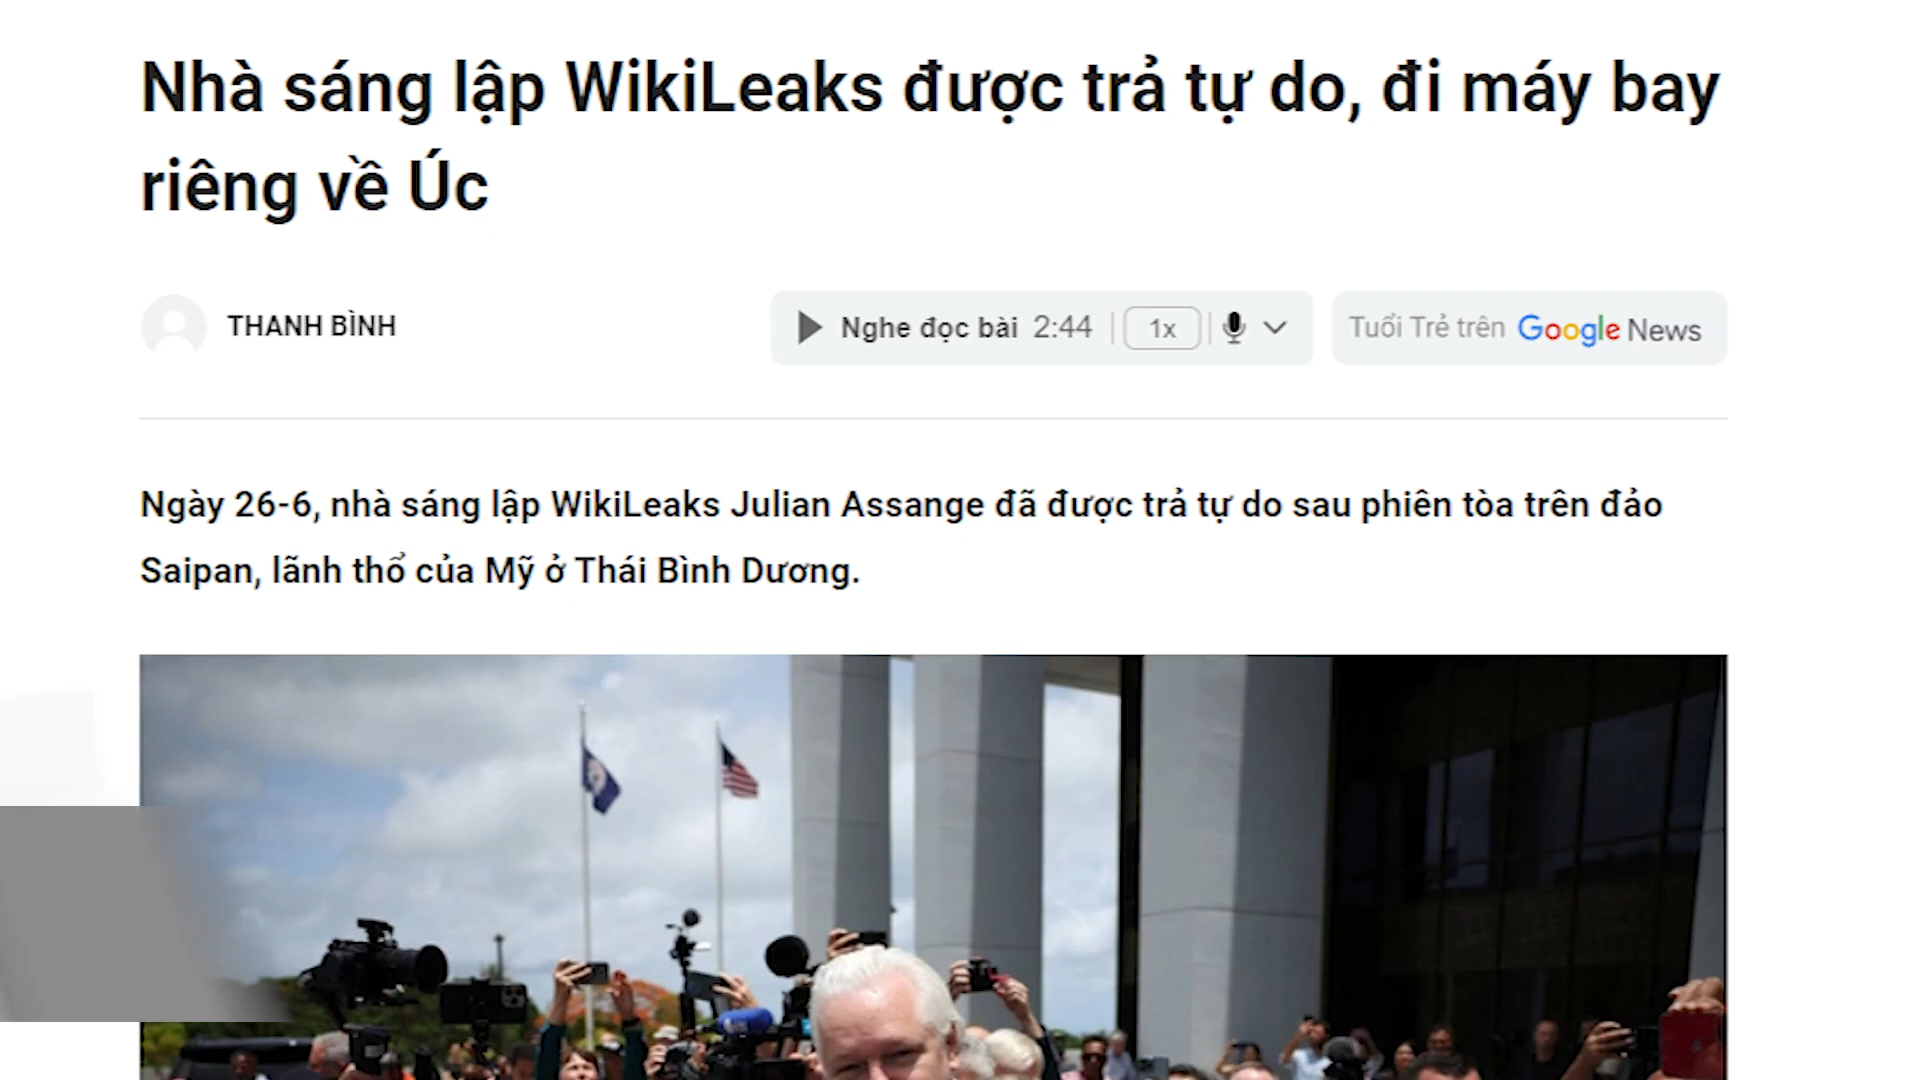 Nhà sáng lập WikiLeaks được trả tự do, đi máy bay
riêng về Úc
THANH BÌNH
Nghe đọc bài 2:44 1x
Tuổi Trẻ trên Google News
Ngày 26-6, nhà sáng lập WikiLeaks Julian Assange đã được trả tự do sau phiên tòa trên đảo
Saipan, lãnh thổ của Mỹ ở Thái Bình Dương.